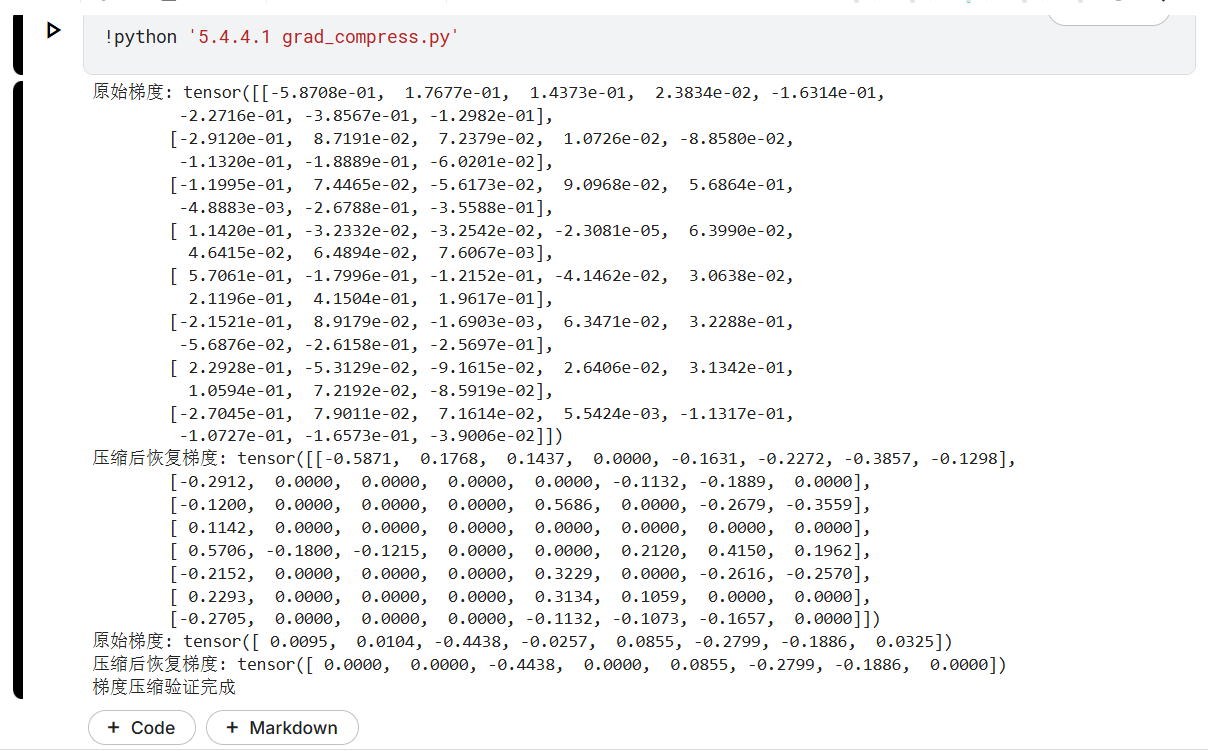 !python '5.4.4.1 grad_compress.py'
原始梯度: tensor([[-5.8708e-01,  1.7677e-01,  1.4373e-01,  2.3834e-02, -1.6314e-01,
         -2.2716e-01, -3.8567e-01, -1.2982e-01],
        [-2.9120e-01,  8.7191e-02,  7.2379e-02,  1.0726e-02, -8.8580e-02,
         -1.1320e-01, -1.8889e-01, -6.0201e-02],
        [-1.1995e-01,  7.4465e-02, -5.6173e-02,  9.0968e-02,  5.6864e-01,
         -4.8883e-03, -2.6788e-01, -3.5588e-01],
        [ 1.1420e-01, -3.2332e-02, -3.2542e-02, -2.3081e-05,  6.3990e-02,
          4.6415e-02,  6.4894e-02,  7.6067e-03],
        [ 5.7061e-01, -1.7996e-01, -1.2152e-01, -4.1462e-02,  3.0638e-02,
          2.1196e-01,  4.1504e-01,  1.9617e-01],
        [-2.1521e-01,  8.9179e-02, -1.6903e-03,  6.3471e-02,  3.2288e-01,
         -5.6876e-02, -2.6158e-01, -2.5697e-01],
        [ 2.2928e-01, -5.3129e-02, -9.1615e-02,  2.6406e-02,  3.1342e-01,
          1.0594e-01,  7.2192e-02, -8.5919e-02],
        [-2.7045e-01,  7.9011e-02,  7.1614e-02,  5.5424e-03, -1.1317e-01,
         -1.0727e-01, -1.6573e-01, -3.9006e-02]])
压缩后恢复梯度: tensor([[-0.5871,  0.1768,  0.1437,  0.0000, -0.1631, -0.2272, -0.3857, -0.1298],
        [-0.2912,  0.0000,  0.0000,  0.0000,  0.0000, -0.1132, -0.1889,  0.0000],
        [-0.1200,  0.0000,  0.0000,  0.0000,  0.5686,  0.0000, -0.2679, -0.3559],
        [ 0.1142,  0.0000,  0.0000,  0.0000,  0.0000,  0.0000,  0.0000,  0.0000],
        [ 0.5706, -0.1800, -0.1215,  0.0000,  0.0000,  0.2120,  0.4150,  0.1962],
        [-0.2152,  0.0000,  0.0000,  0.0000,  0.3229,  0.0000, -0.2616, -0.2570],
        [ 0.2293,  0.0000,  0.0000,  0.0000,  0.3134,  0.1059,  0.0000,  0.0000],
        [-0.2705,  0.0000,  0.0000,  0.0000, -0.1132, -0.1073, -0.1657,  0.0000]])
原始梯度: tensor([ 0.0095,  0.0104, -0.4438, -0.0257,  0.0855, -0.2799, -0.1886,  0.0325])
压缩后恢复梯度: tensor([ 0.0000,  0.0000, -0.4438,  0.0000,  0.0855, -0.2799, -0.1886,  0.0000])
梯度压缩验证完成
+ Code + Markdown